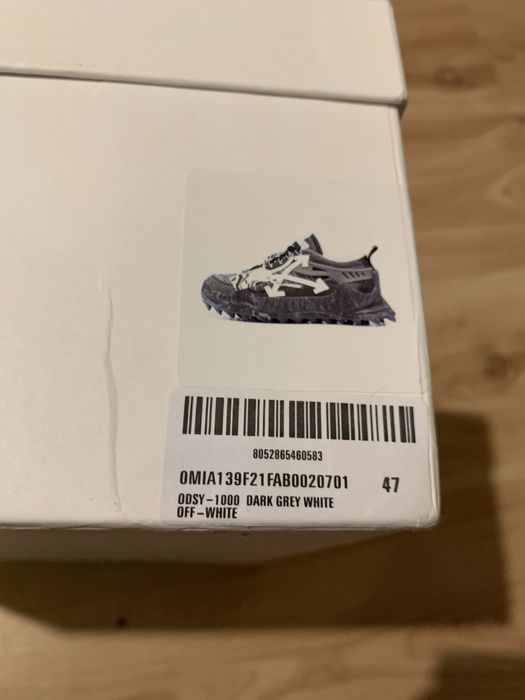 8052865460583
OMIA139F21FAB0020701 47
ODSY-1000 DARK GREY WHITE
OFF-WHITE